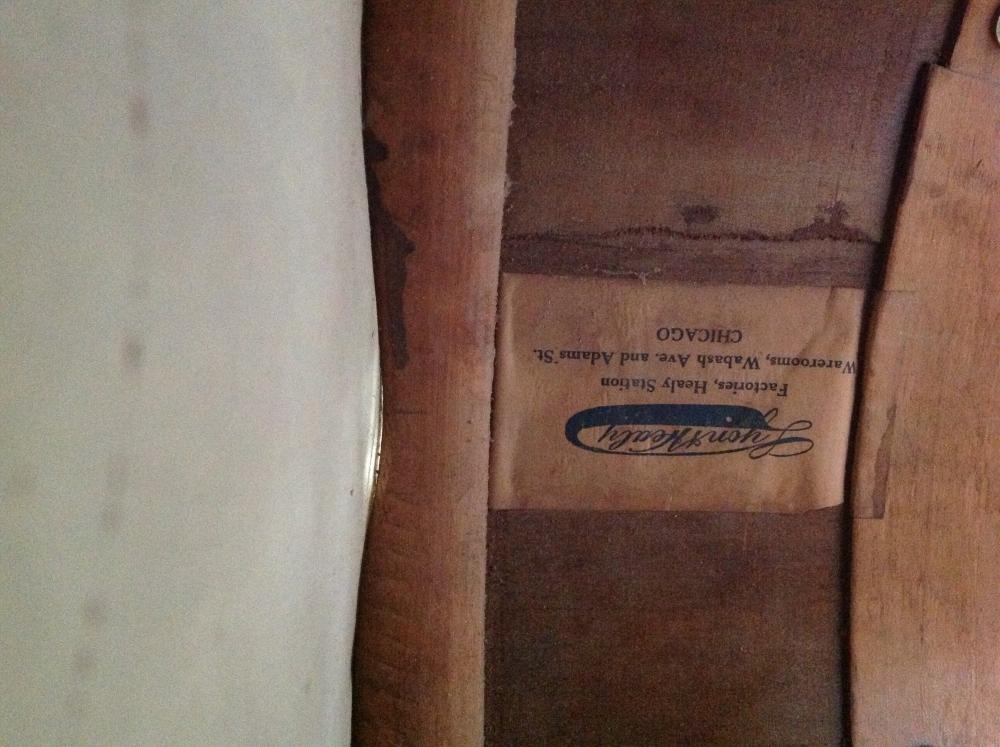 Lyon & Healy
Factories, Healy Station
Warerooms, Wabash Ave. and Adams St.
CHICAGO